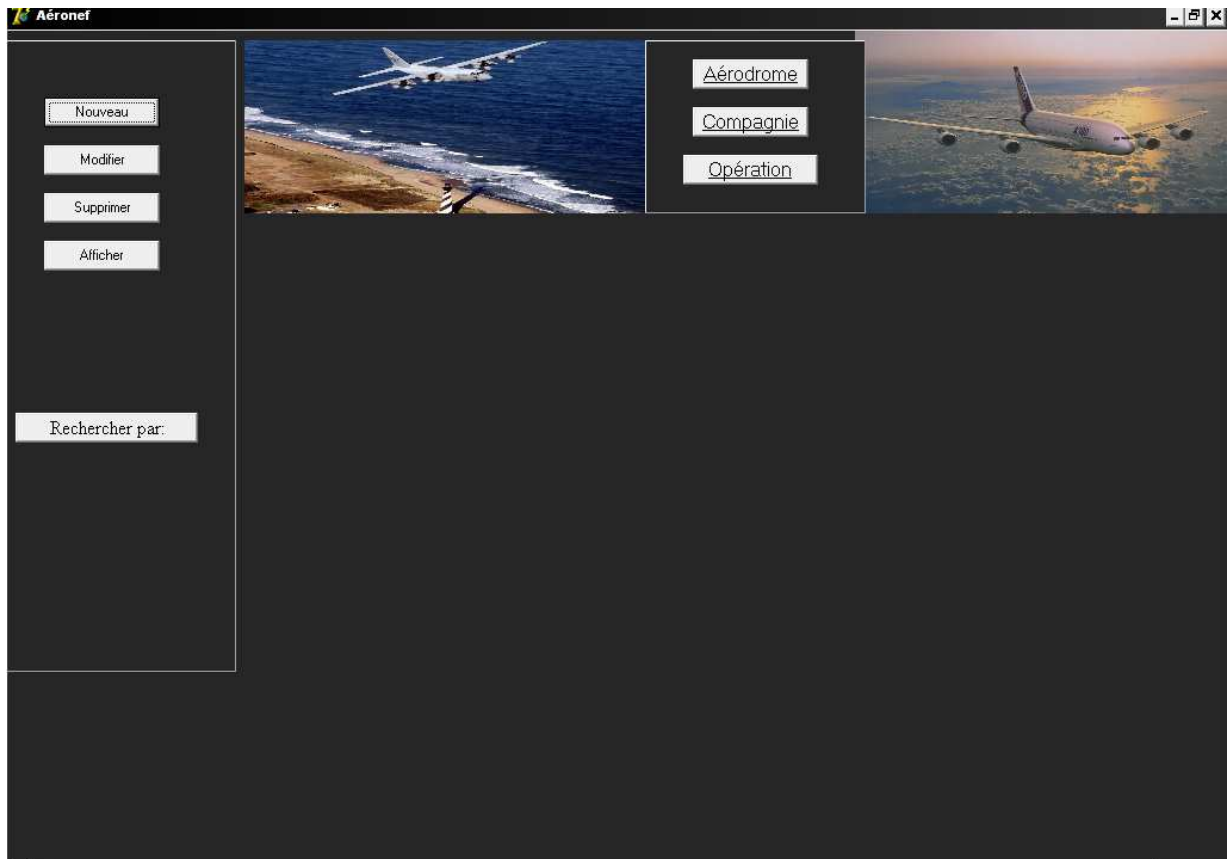 Aéronef
Nouveau
Modifier
Supprimer
Afficher
Rechercher par:
Aérodrome
Compagnie
Opération